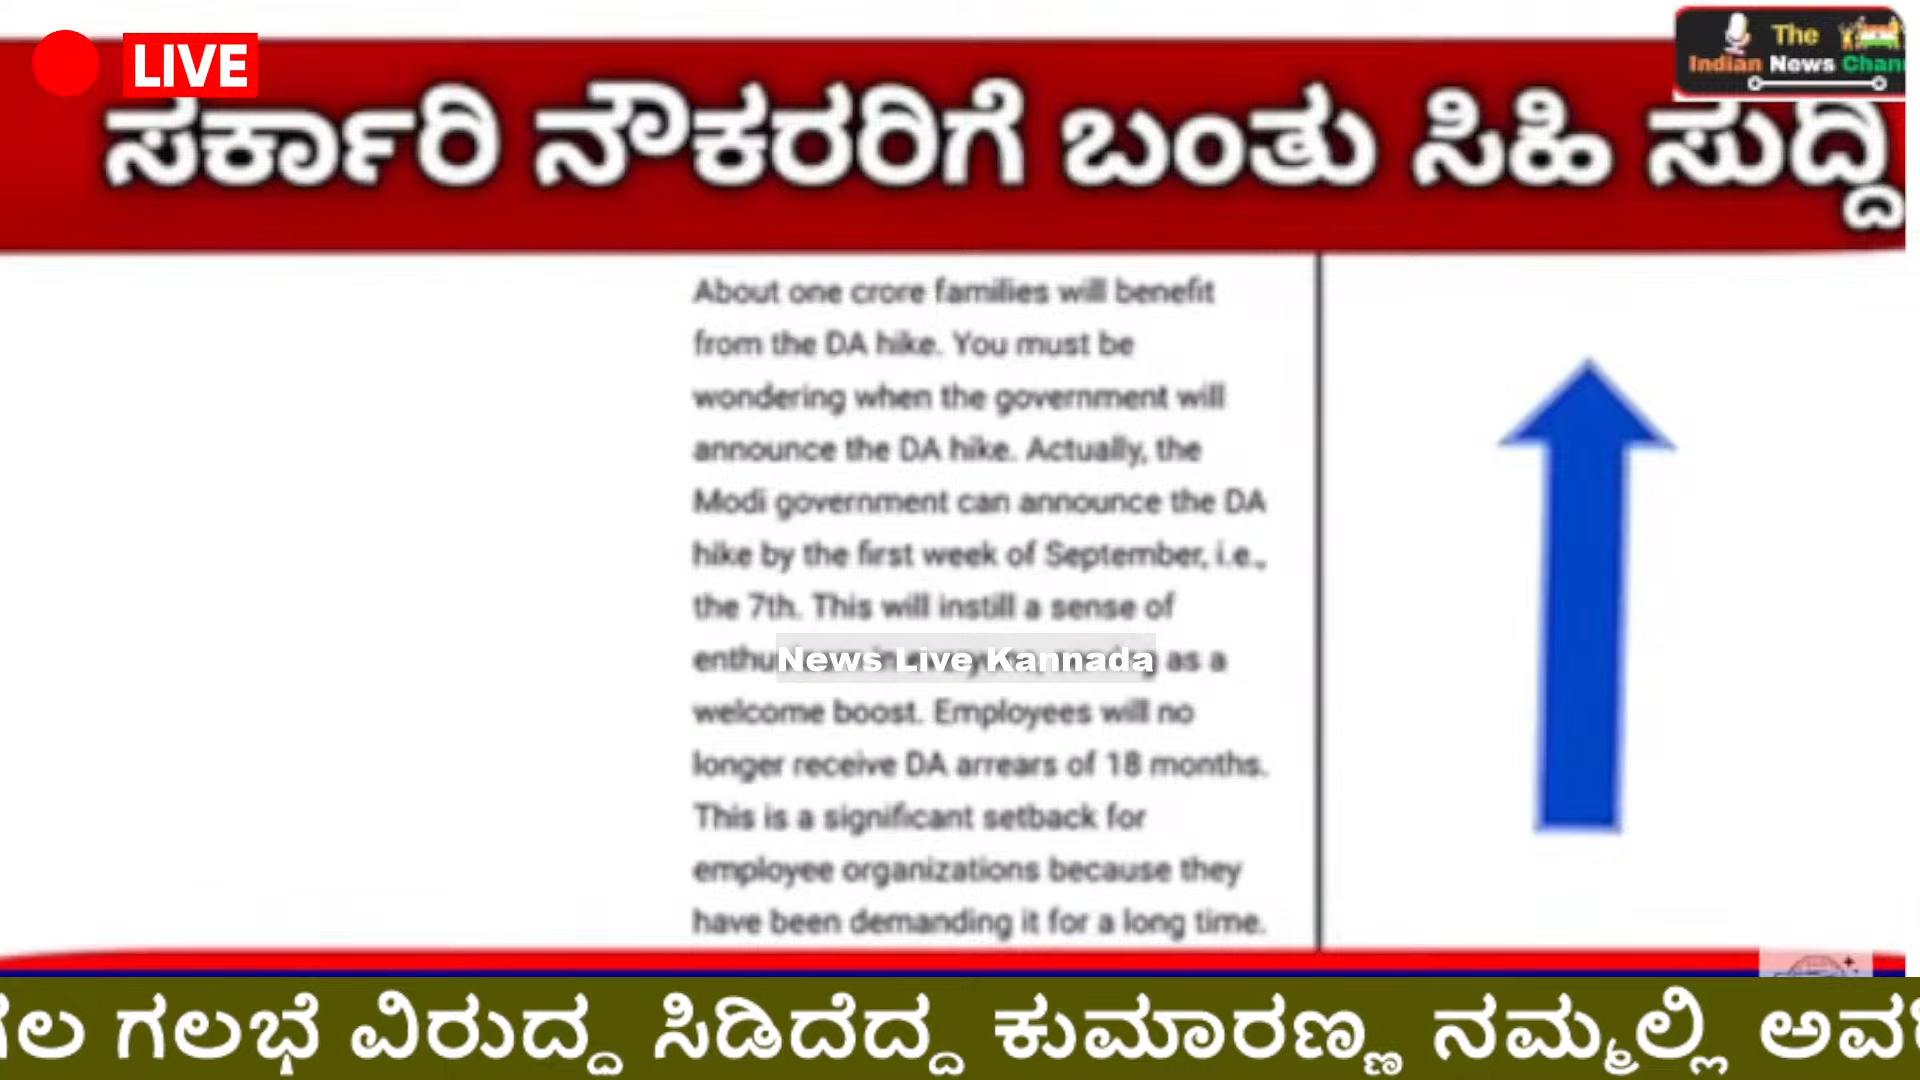 LIVE
The
Indian News Chan
ಸರ್ಕಾರಿ ನೌಕರರಿಗೆ ಬಂತು ಸಿಹಿ ಸುದ್ದಿ
About one crore families will benefit
from the DA hike. You must be
wondering when the government will
announce the DA hike. Actually, the
Modi government can announce the DA
hike by the first week of September, i.e.,
the 7th. This will instill a sense of
as a
News Live Kannada
welcome boost. Employees will no
longer receive DA arrears of 18 months.
This is a significant setback for
employee organizations because they
have been demanding it for a long time.
ಗಲ ಗಲಭೆ ವಿರುದ್ದ ಸಿಡಿದೆದ್ದ ಕುಮಾರಣ್ಣ ನಮ್ಮಲ್ಲಿ ಅವ